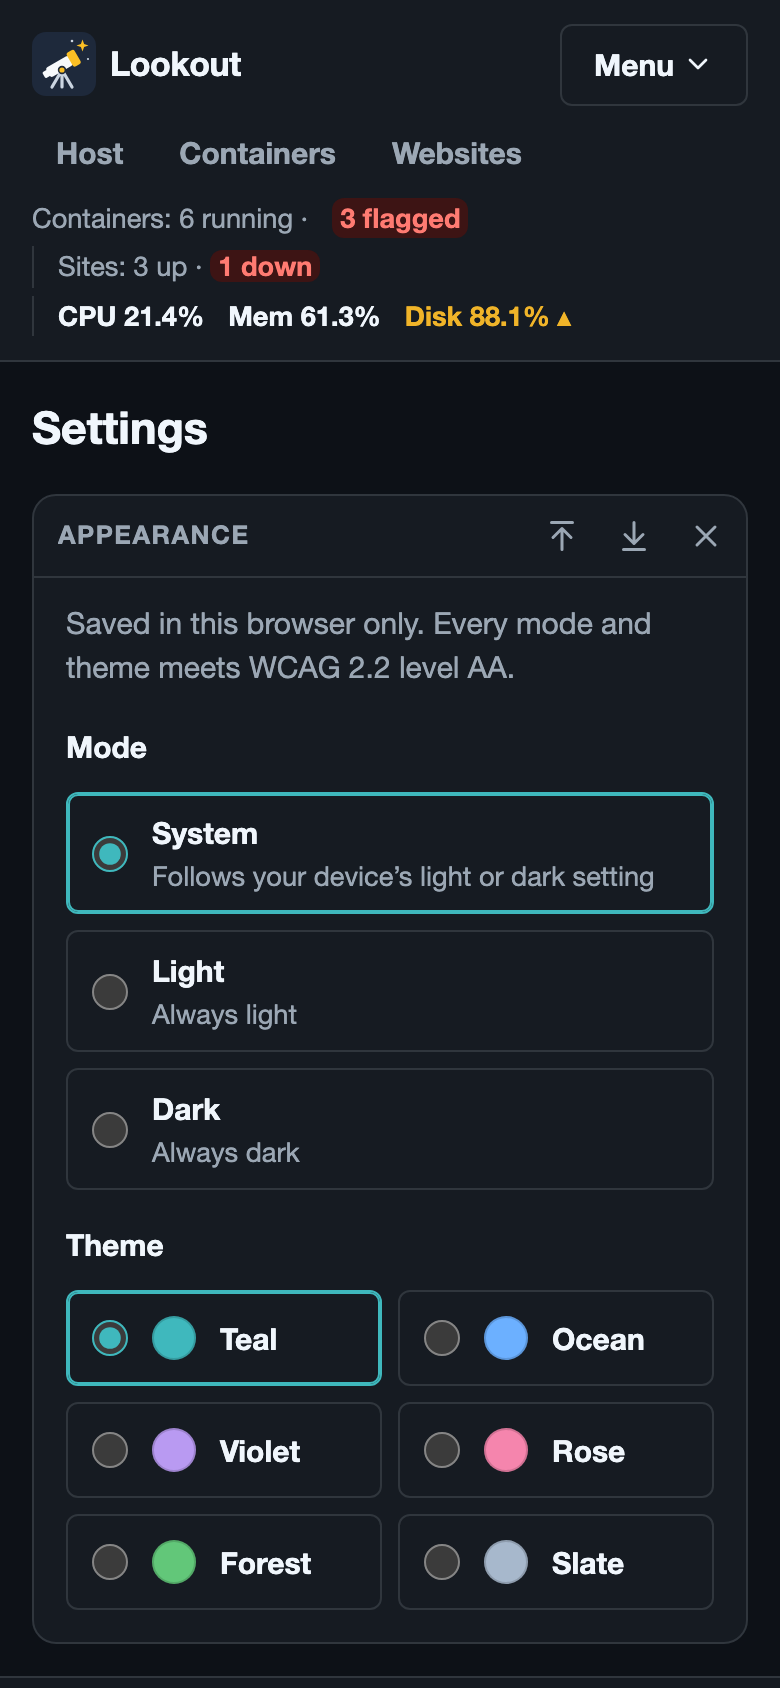 Lookout
Menu
Host Containers Websites
Containers: 6 running · 3 flagged
Sites: 3 up · 1 down
CPU 21.4% Mem 61.3% Disk 88.1% ▲
Settings
APPEARANCE
Saved in this browser only. Every mode and
theme meets WCAG 2.2 level AA.
Mode
System
Follows your device’s light or dark setting
Light
Always light
Dark
Always dark
Theme
Teal Ocean
Violet Rose
Forest Slate